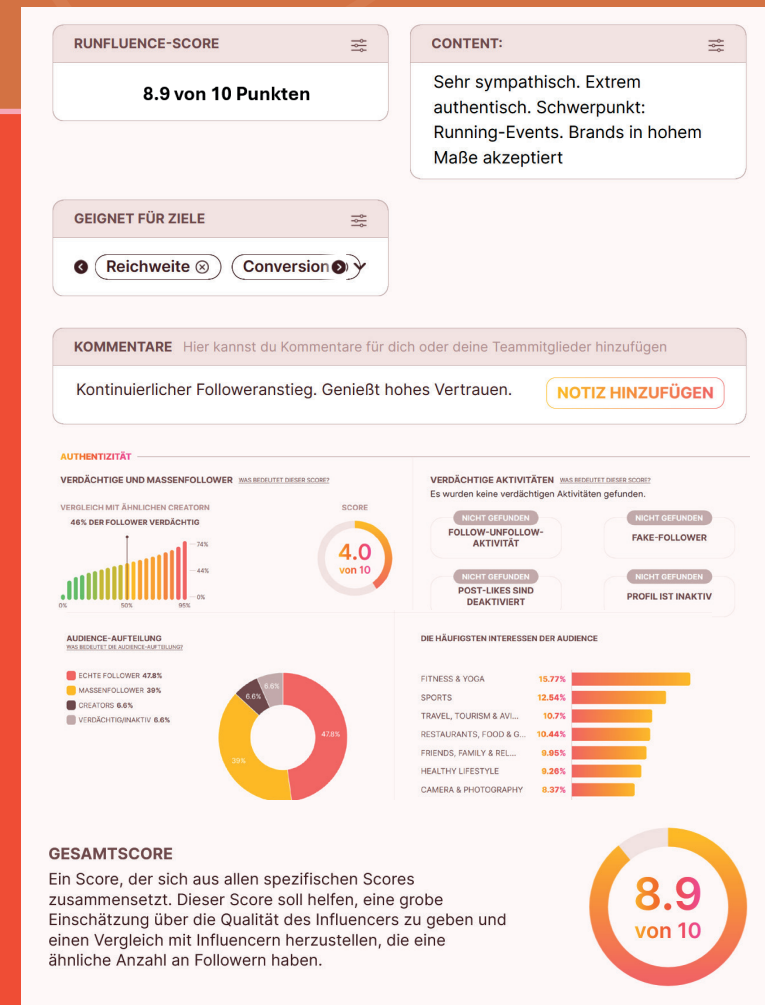 RUNFLUENCE-SCORE
8.9 von 10 Punkten
CONTENT:
Sehr sympathisch. Extrem
authentisch. Schwerpunkt:
Running-Events. Brands in hohem
Maße akzeptiert
GEIGNET FÜR ZIELE
Reichweite
Conversion
KOMMENTARE Hier kannst du Kommentare für dich oder deine Teammitglieder hinzufügen
Kontinuierlicher Followeranstieg. Genießt hohes Vertrauen.
NOTIZ HINZUFÜGEN
AUTHENTIZITÄT
VERDÄCHTIGE UND MASSENFOLLOWER WAS BEDEUTET DIESER SCORE?
VERGLEICH MIT ÄHNLICHEN CREATORN
46% DER FOLLOWER VERDÄCHTIG
74%
44%
0%
0% 50% 95%
SCORE
4.0
von 10
VERDÄCHTIGE AKTIVITÄTEN WAS BEDEUTET DIESER SCORE?
Es wurden keine verdächtigen Aktivitäten gefunden.
NICHT GEFUNDEN
FOLLOW-UNFOLLOW-
AKTIVITÄT
NICHT GEFUNDEN
FAKE-FOLLOWER
NICHT GEFUNDEN
POST-LIKES SIND
DEAKTIVIERT
NICHT GEFUNDEN
PROFIL IST INAKTIV
AUDIENCE-AUFTEILUNG
WAS BEDEUTET DIE AUDIENCE-AUFTEILUNG?
ECHTE FOLLOWER 47.8%
MASSENFOLLOWER 39%
CREATORS 6.6%
VERDÄCHTIG/INAKTIV 6.6%
6.6%
6.6%
47.8%
39%
DIE HÄUFIGSTEN INTERESSEN DER AUDIENCE
FITNESS & YOGA 15.77%
SPORTS 12.54%
TRAVEL, TOURISM & AVI... 10.7%
RESTAURANTS, FOOD & G... 10.44%
FRIENDS, FAMILY & REL... 9.95%
HEALTHY LIFESTYLE 9.26%
CAMERA & PHOTOGRAPHY 8.37%
GESAMTSCORE
Ein Score, der sich aus allen spezifischen Scores
zusammensetzt. Dieser Score soll helfen, eine grobe
Einschätzung über die Qualität des Influencers zu geben und
einen Vergleich mit Influencern herzustellen, die eine
ähnliche Anzahl an Followern haben.
8.9
von 10